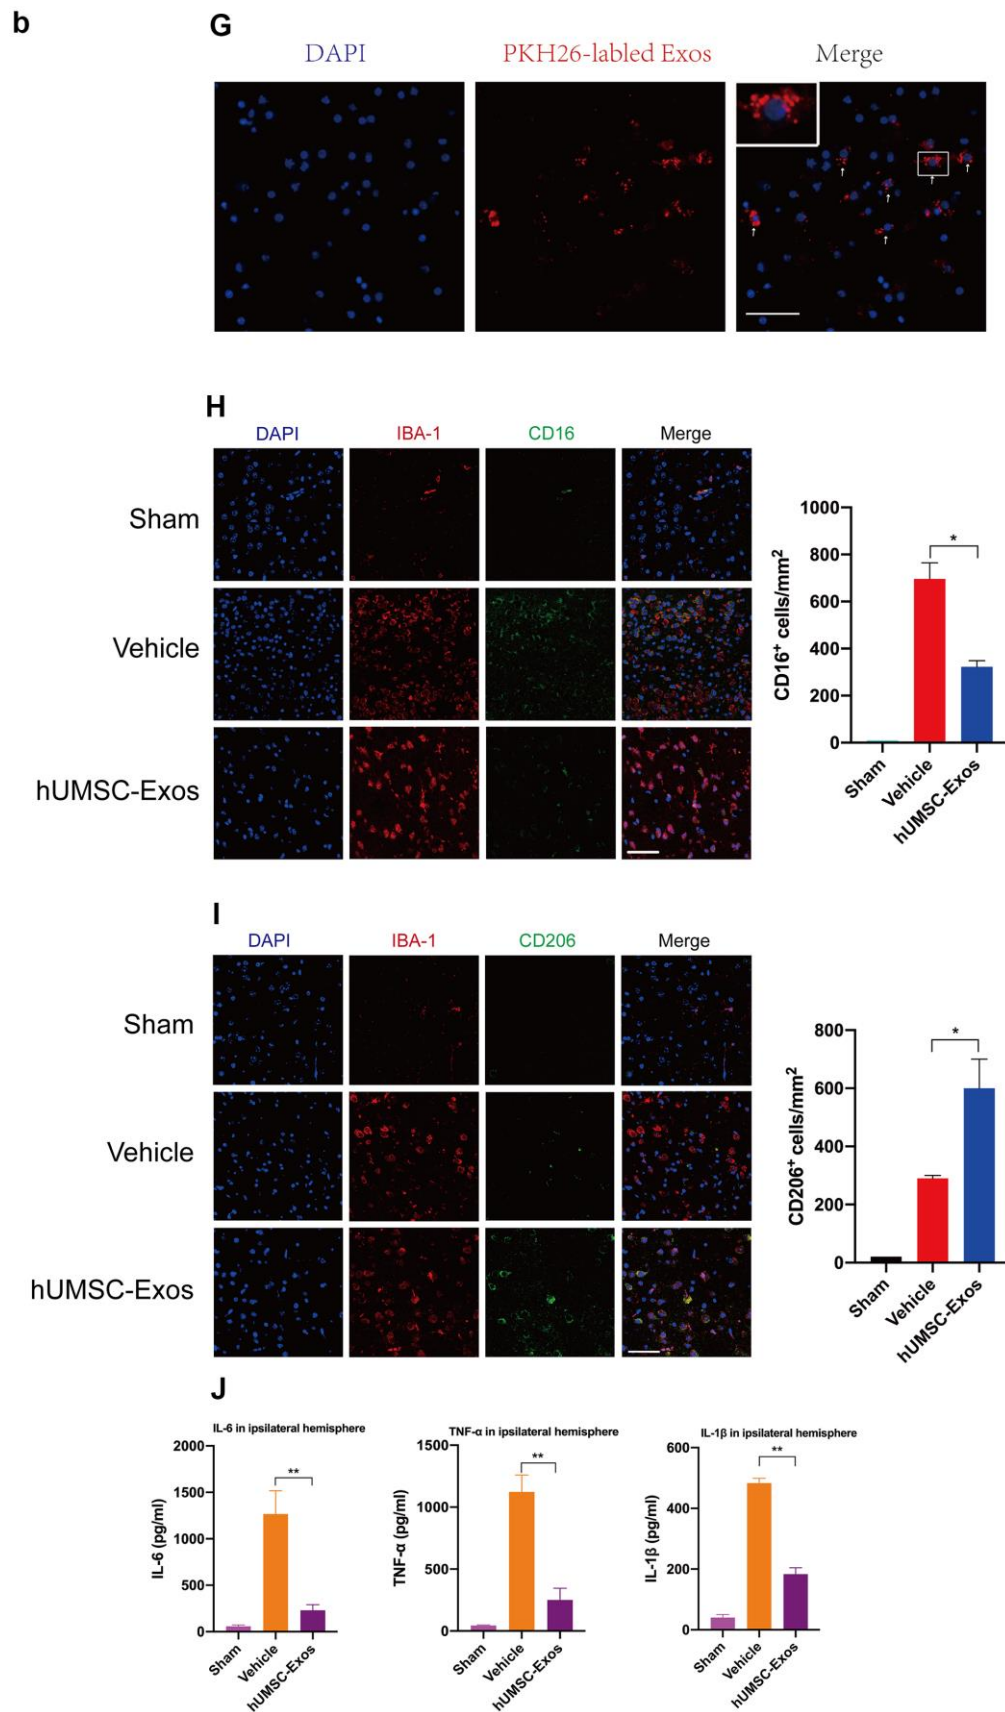 b
G
DAPI PKH26-labled Exos Merge
H
DAPI IBA-1 CD16 Merge
Sham
Vehicle
hUMSC-Exos
CD16+ cells/mm2
1000
800
600
400
200
0
*
Sham Vehicle hUMSC-Exos
I
DAPI IBA-1 CD206 Merge
Sham
Vehicle
hUMSC-Exos
CD206+ cells/mm2
800
600
400
200
0
*
Sham Vehicle hUMSC-Exos
J
IL-6 in ipsilateral hemisphere
IL-6 (pg/ml)
2000
1500
1000
500
0
**
Sham Vehicle hUMSC-Exos
TNF-α in ipsilateral hemisphere
TNF-α (pg/ml)
1500
1000
500
0
**
Sham Vehicle hUMSC-Exos
IL-1β in ipsilateral hemisphere
IL-1β (pg/ml)
600
400
200
0
**
Sham Vehicle hUMSC-Exos